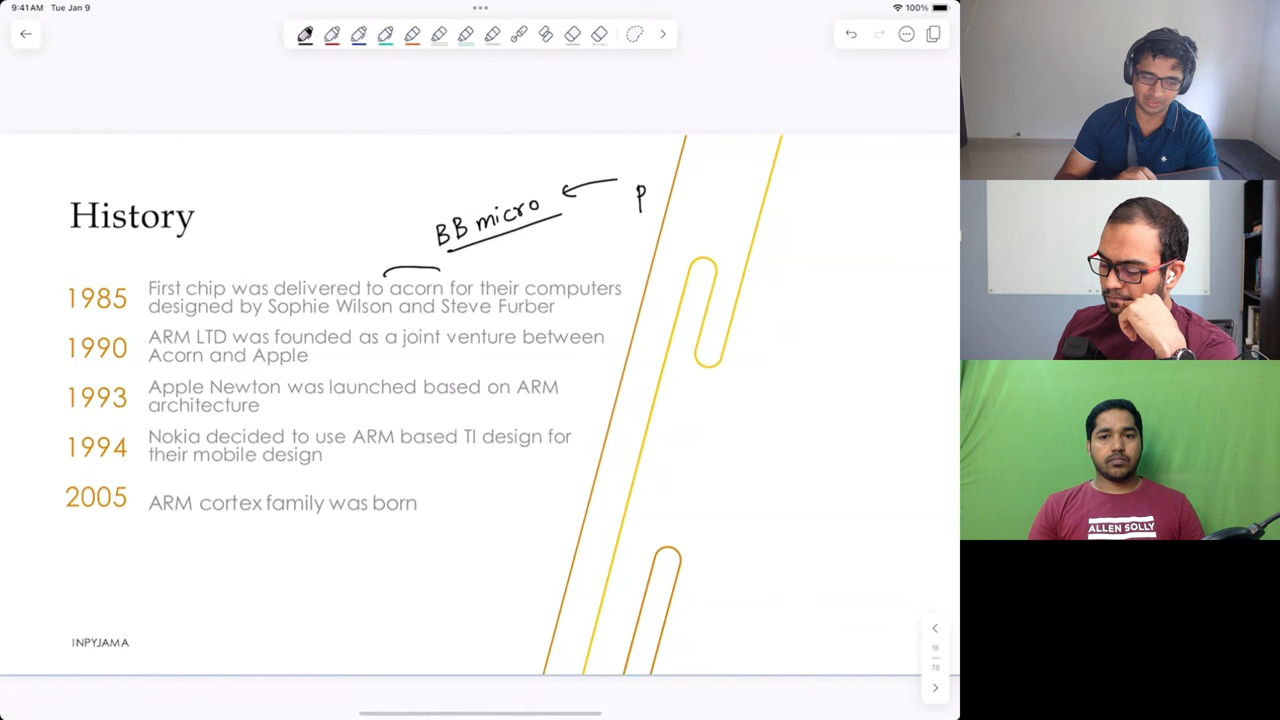 9:41 AM Tue Jan 9
100%
BB micro
P
History
1985
First chip was delivered to acorn for their computers
designed by Sophie Wilson and Steve Furber
1990
ARM LTD was founded as a joint venture between
Acorn and Apple
1993
Apple Newton was launched based on ARM
architecture
1994
Nokia decided to use ARM based TI design for
their mobile design
2005
ARM cortex family was born
INPYJAMA
18
78
ALLEN SOLLY